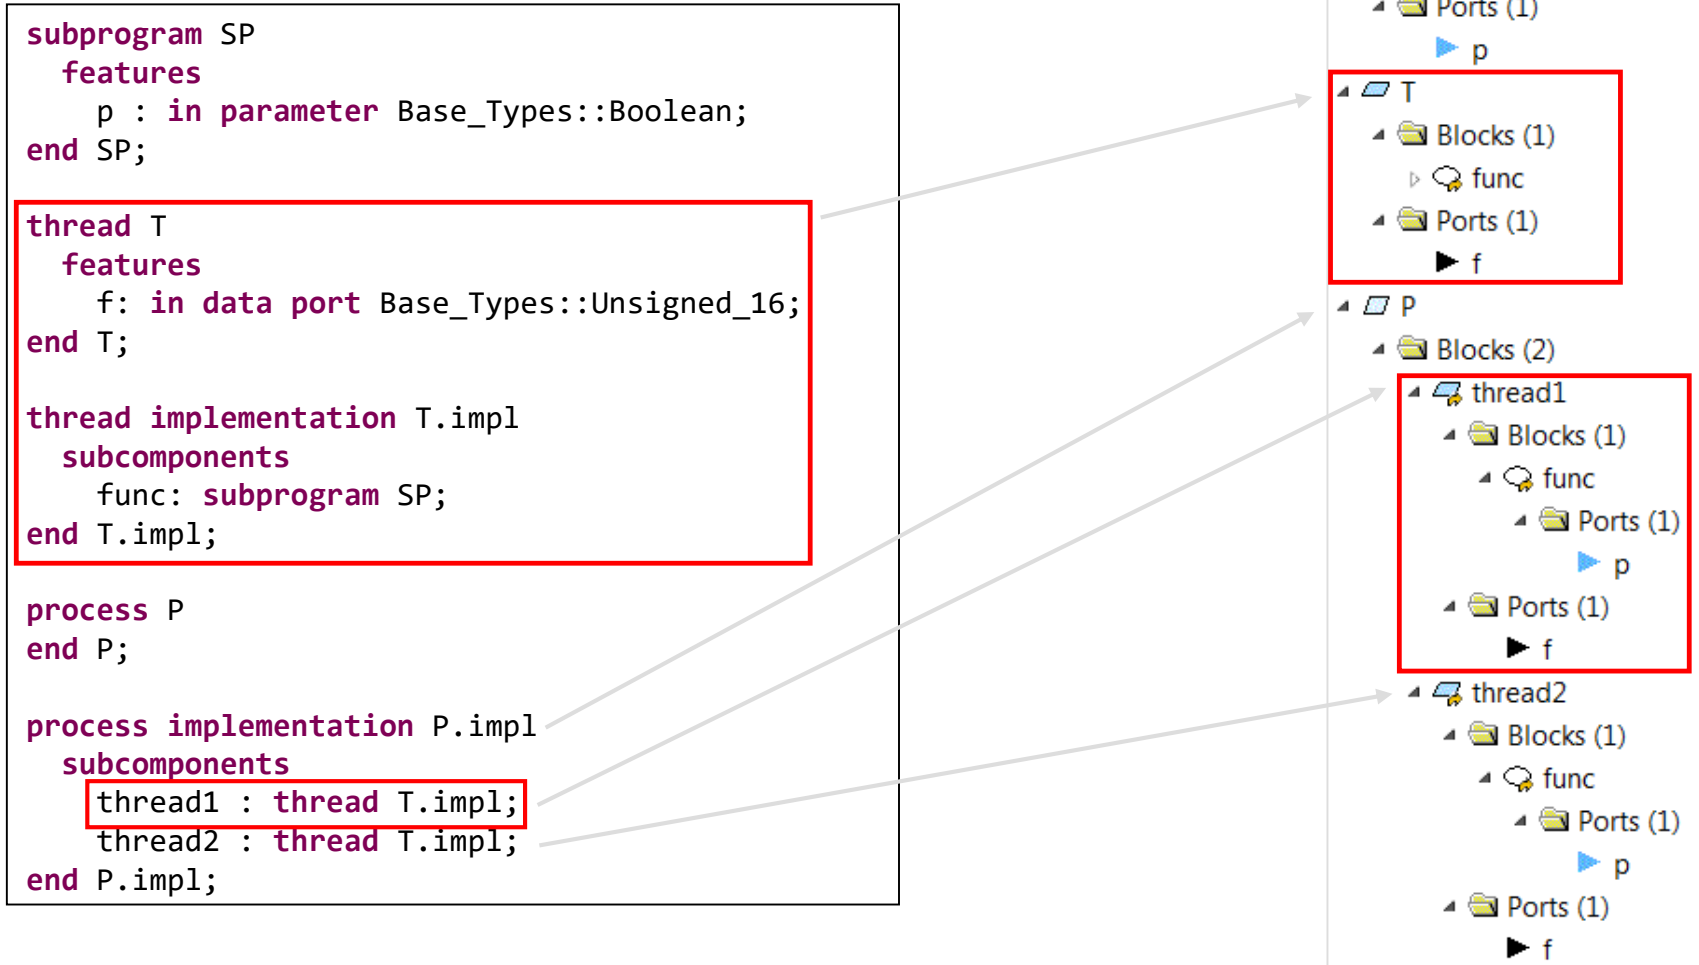 subprogram SP
features
p : in parameter Base_Types::Boolean;
end SP;
thread T
features
f: in data port Base_Types::Unsigned_16;
end T;
thread implementation T.impl
subcomponents
func: subprogram SP;
end T.impl;
process P
end P;
process implementation P.impl
subcomponents
thread1 : thread T.impl;
thread2 : thread T.impl;
end P.impl;
Ports (1)
p
T
Blocks (1)
func
Ports (1)
f
P
Blocks (2)
thread1
Blocks (1)
func
Ports (1)
p
Ports (1)
f
thread2
Blocks (1)
func
Ports (1)
p
Ports (1)
f